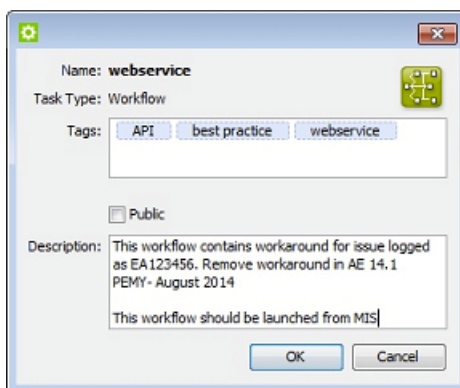 Name: webservice
Task Type: Workflow
Tags: API best practice webservice
Public
Description: This workflow contains workaround for issue logged
as EA123456. Remove workaround in AE 14.1
PEMY- August 2014
This workflow should be launched from MIS
OK Cancel